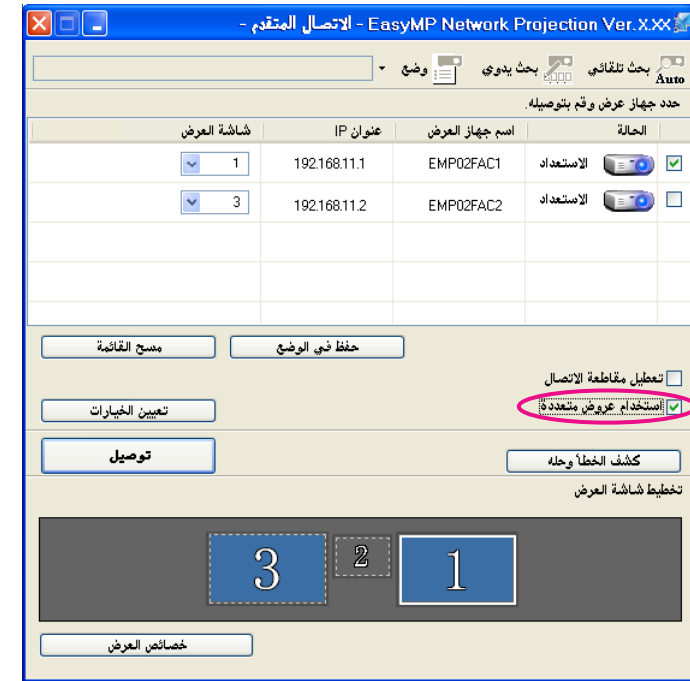 EasyMP Network Projection Ver.X.XX - الاتصال المتقدم -
Auto بحث تلقائي بحث يدوي وضع
حدد جهاز عرض وقم بتوصيله.
الحالة اسم جهاز العرض عنوان IP شاشة العرض
الاستعداد EMP02FAC1 192.168.11.1 1
الاستعداد EMP02FAC2 192.168.11.2 3
حفظ في الوضع مسح القائمة
تعطيل مقاطعة الاتصال
استخدام عروض متعددة تعيين الخيارات
كشف الخطأ وحله توصيل
تخطيط شاشة العرض
3 2 1
خصائص العرض